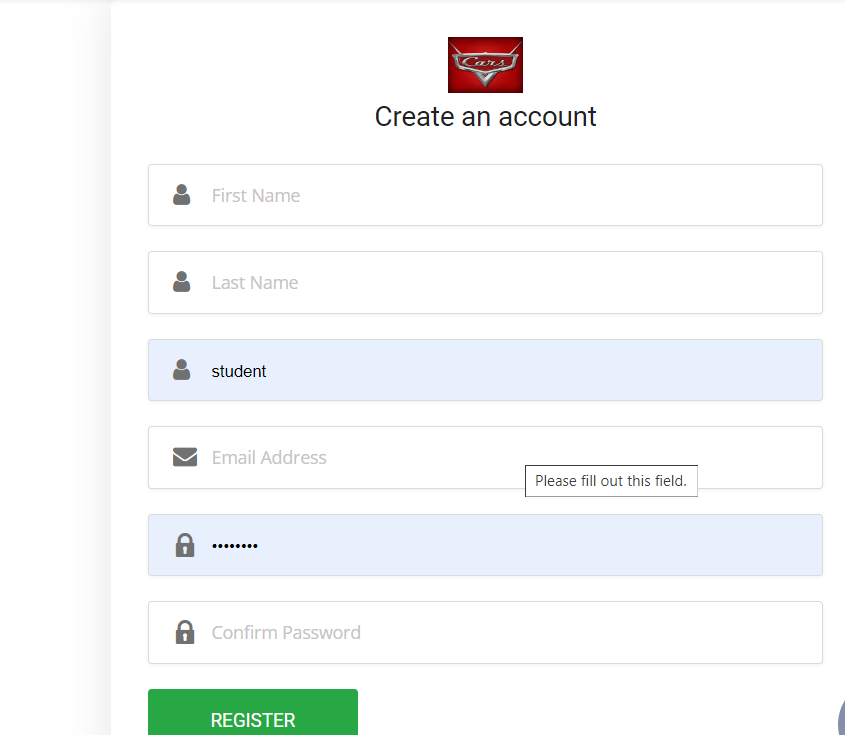 Cars
Create an account
First Name
Last Name
student
Email Address
Please fill out this field.
••••••••
Confirm Password
REGISTER